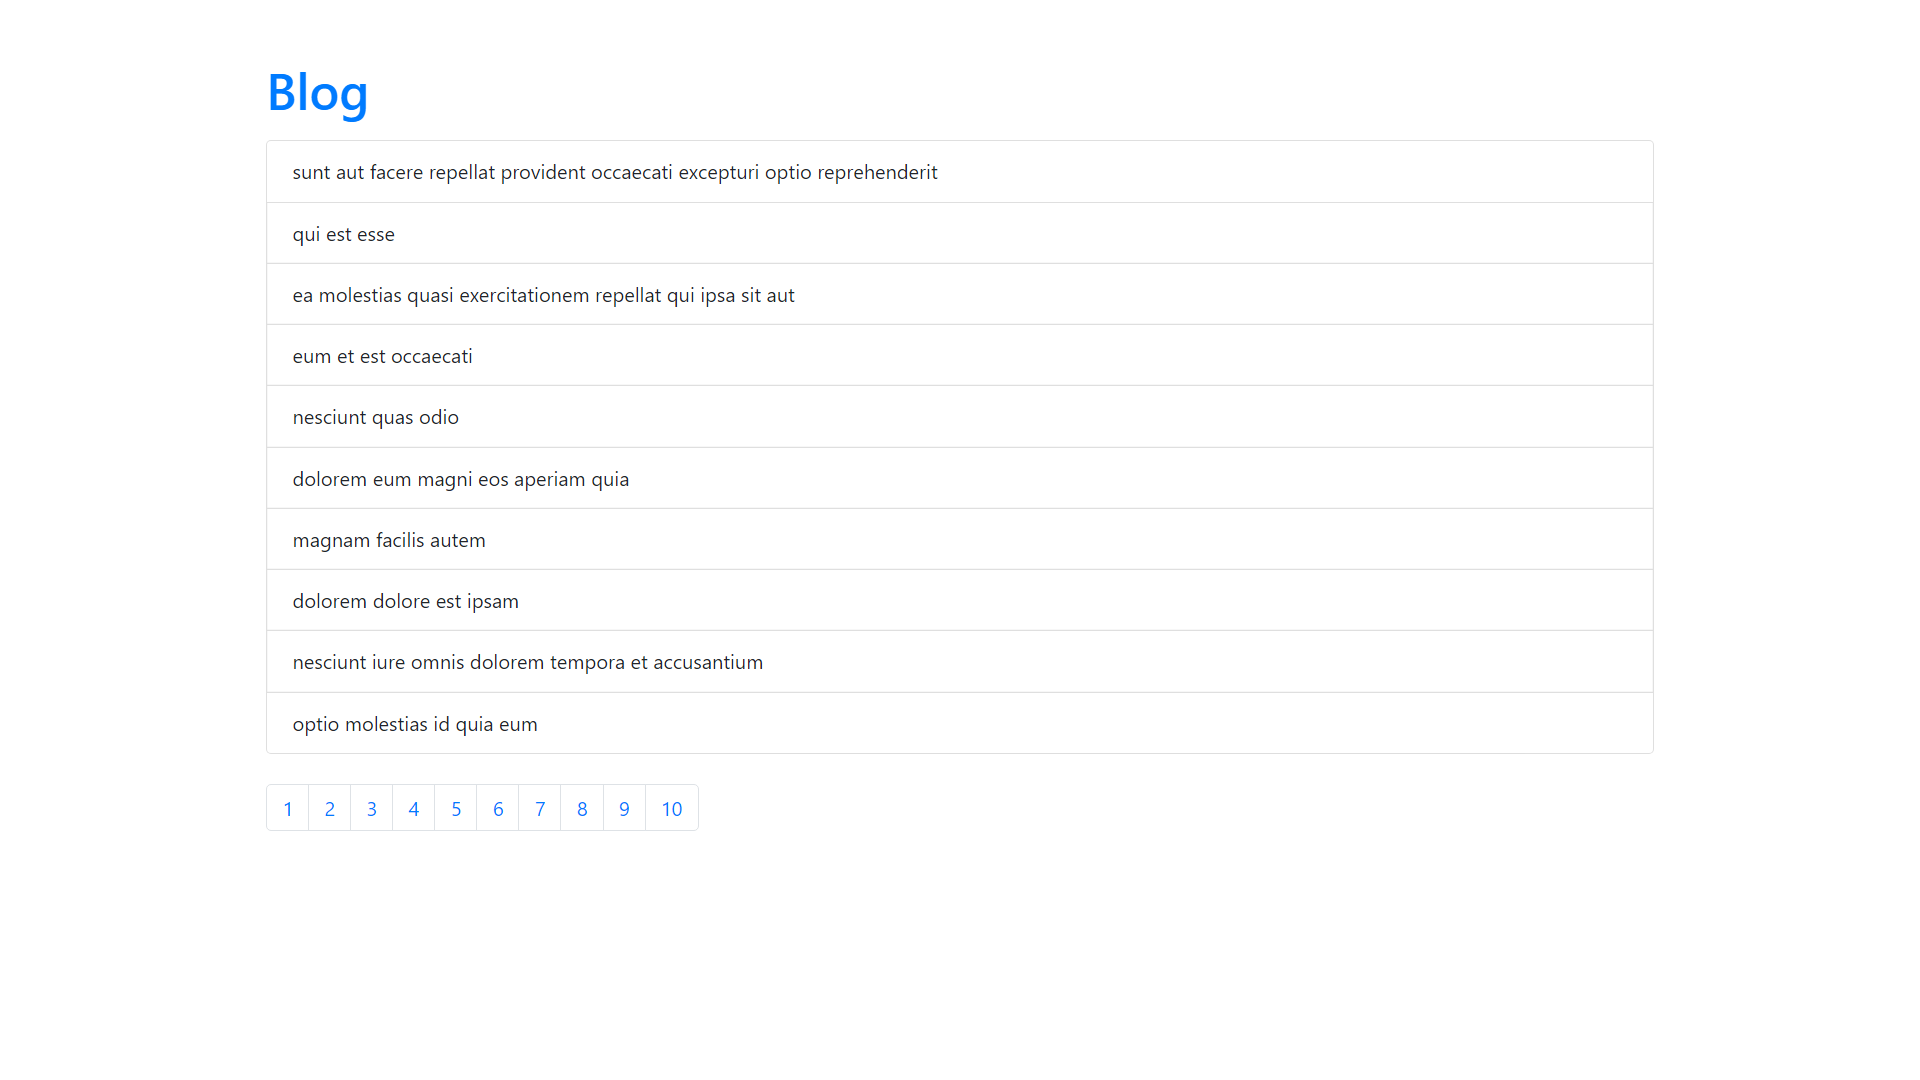 Blog
sunt aut facere repellat provident occaecati excepturi optio reprehenderit
qui est esse
ea molestias quasi exercitationem repellat qui ipsa sit aut
eum et est occaecati
nesciunt quas odio
dolorem eum magni eos aperiam quia
magnam facilis autem
dolorem dolore est ipsam
nesciunt iure omnis dolorem tempora et accusantium
optio molestias id quia eum
1 2 3 4 5 6 7 8 9 10